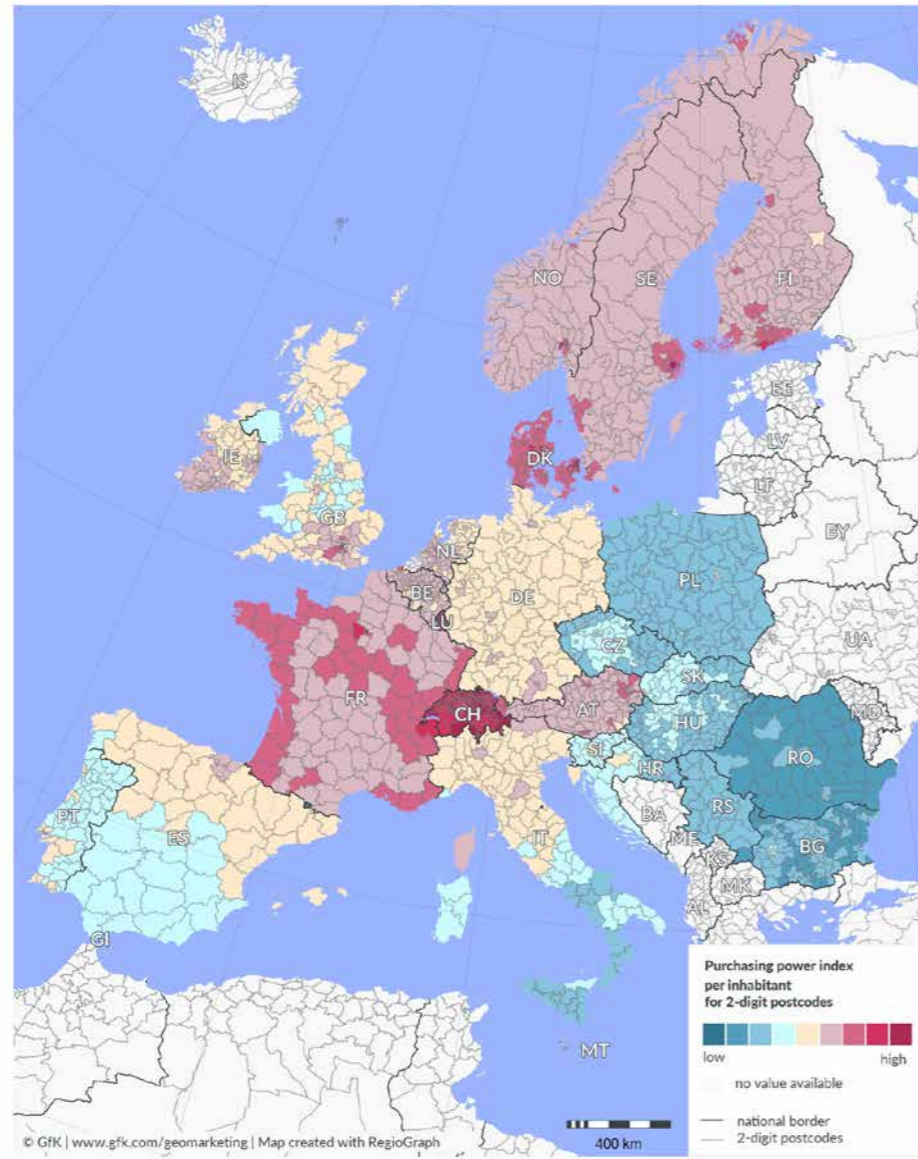 IS
NO
SE
FI
EE
LV
LT
DK
IE
GB
BY
NL
BE
DE
PL
LU
UA
CZ
SK
FR
CH
AT
HU
MD
SI
HR
RO
BA
RS
PT
ES
IT
ME
KS
BG
MK
AL
GI
MT
Purchasing power index
per inhabitant
for 2-digit postcodes
low high
no value available
national border
2-digit postcodes
400 km
© GfK | www.gfk.com/geomarketing | Map created with RegioGraph